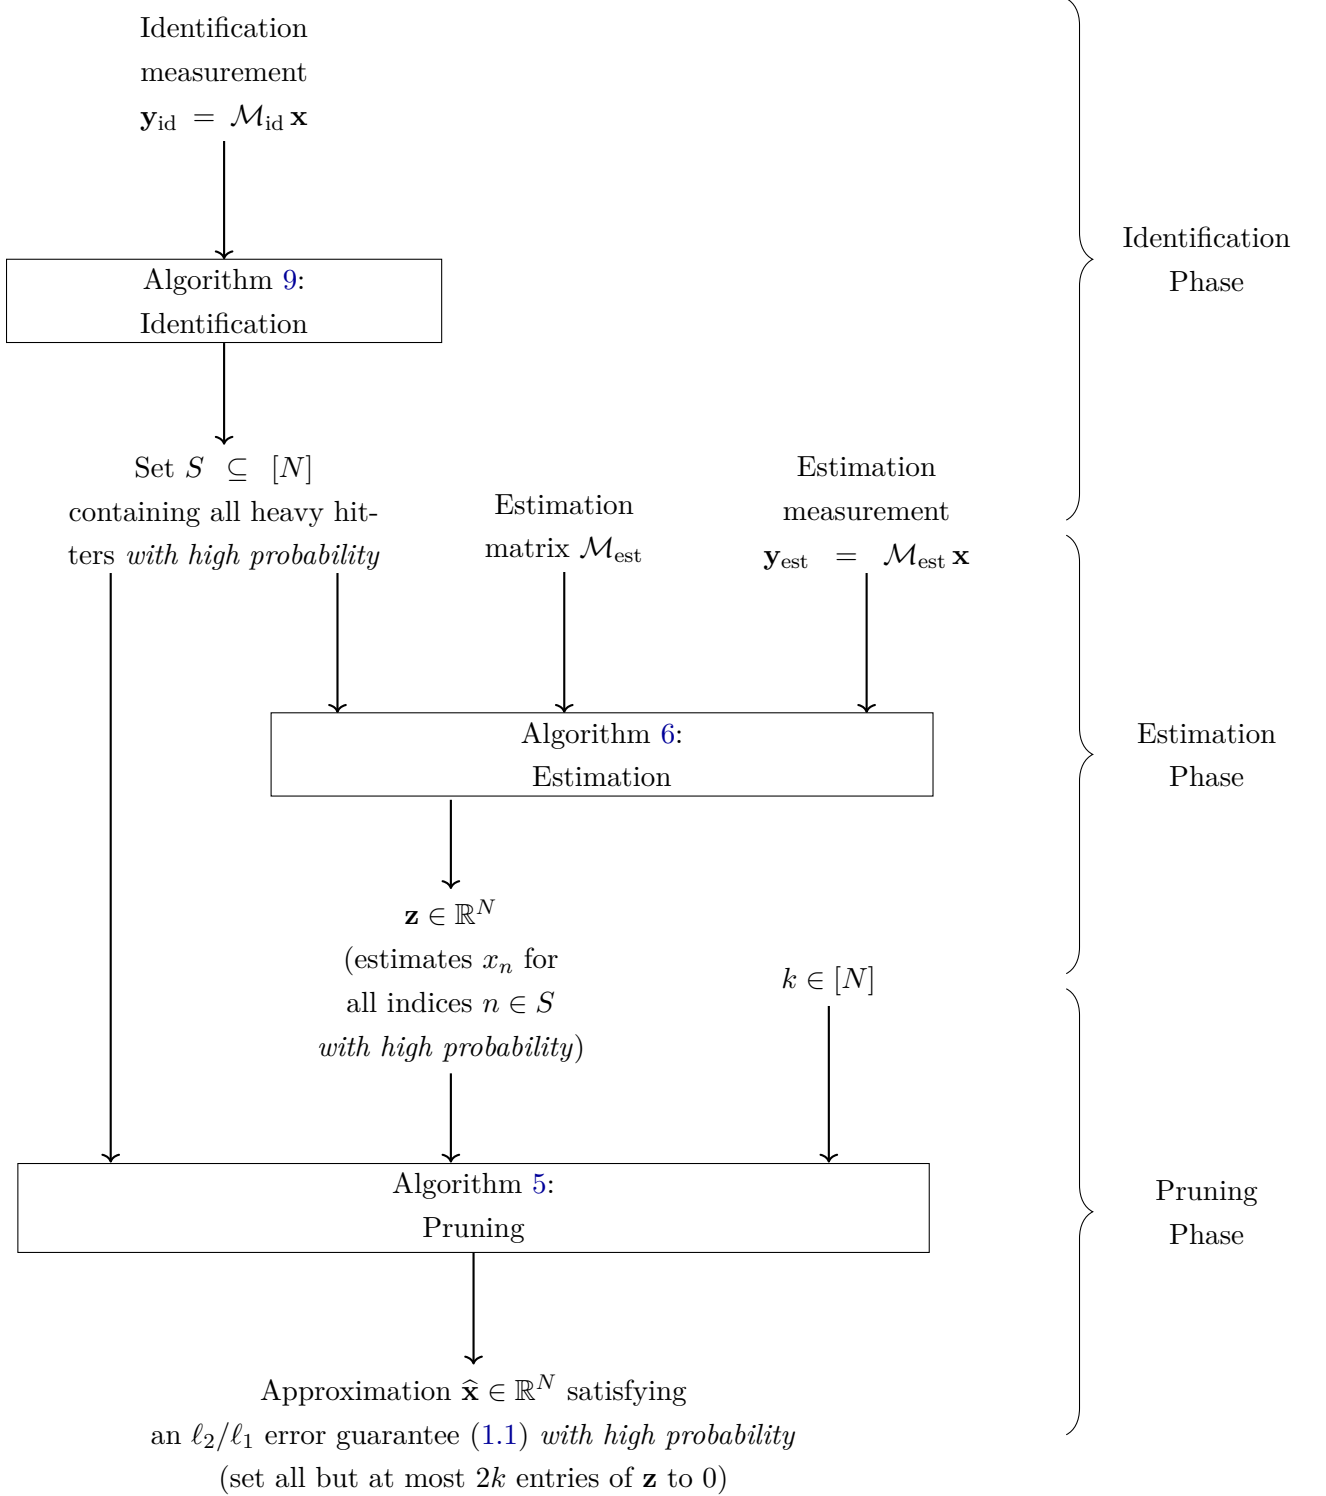 Identification
measurement
𝐲_id = ℳ_id 𝐱
Identification
Phase
Algorithm 9:
Identification
Set S ⊆ [N]
containing all heavy hit-
ters with high probability
Estimation
matrix ℳ_est
Estimation
measurement
𝐲_est = ℳ_est 𝐱
Algorithm 6:
Estimation
Estimation
Phase
𝐳 ∈ ℝ^N
(estimates x_n for
all indices n ∈ S
with high probability)
k ∈ [N]
Algorithm 5:
Pruning
Pruning
Phase
Approximation 𝐱̂ ∈ ℝ^N satisfying
an ℓ_2/ℓ_1 error guarantee (1.1) with high probability
(set all but at most 2k entries of 𝐳 to 0)